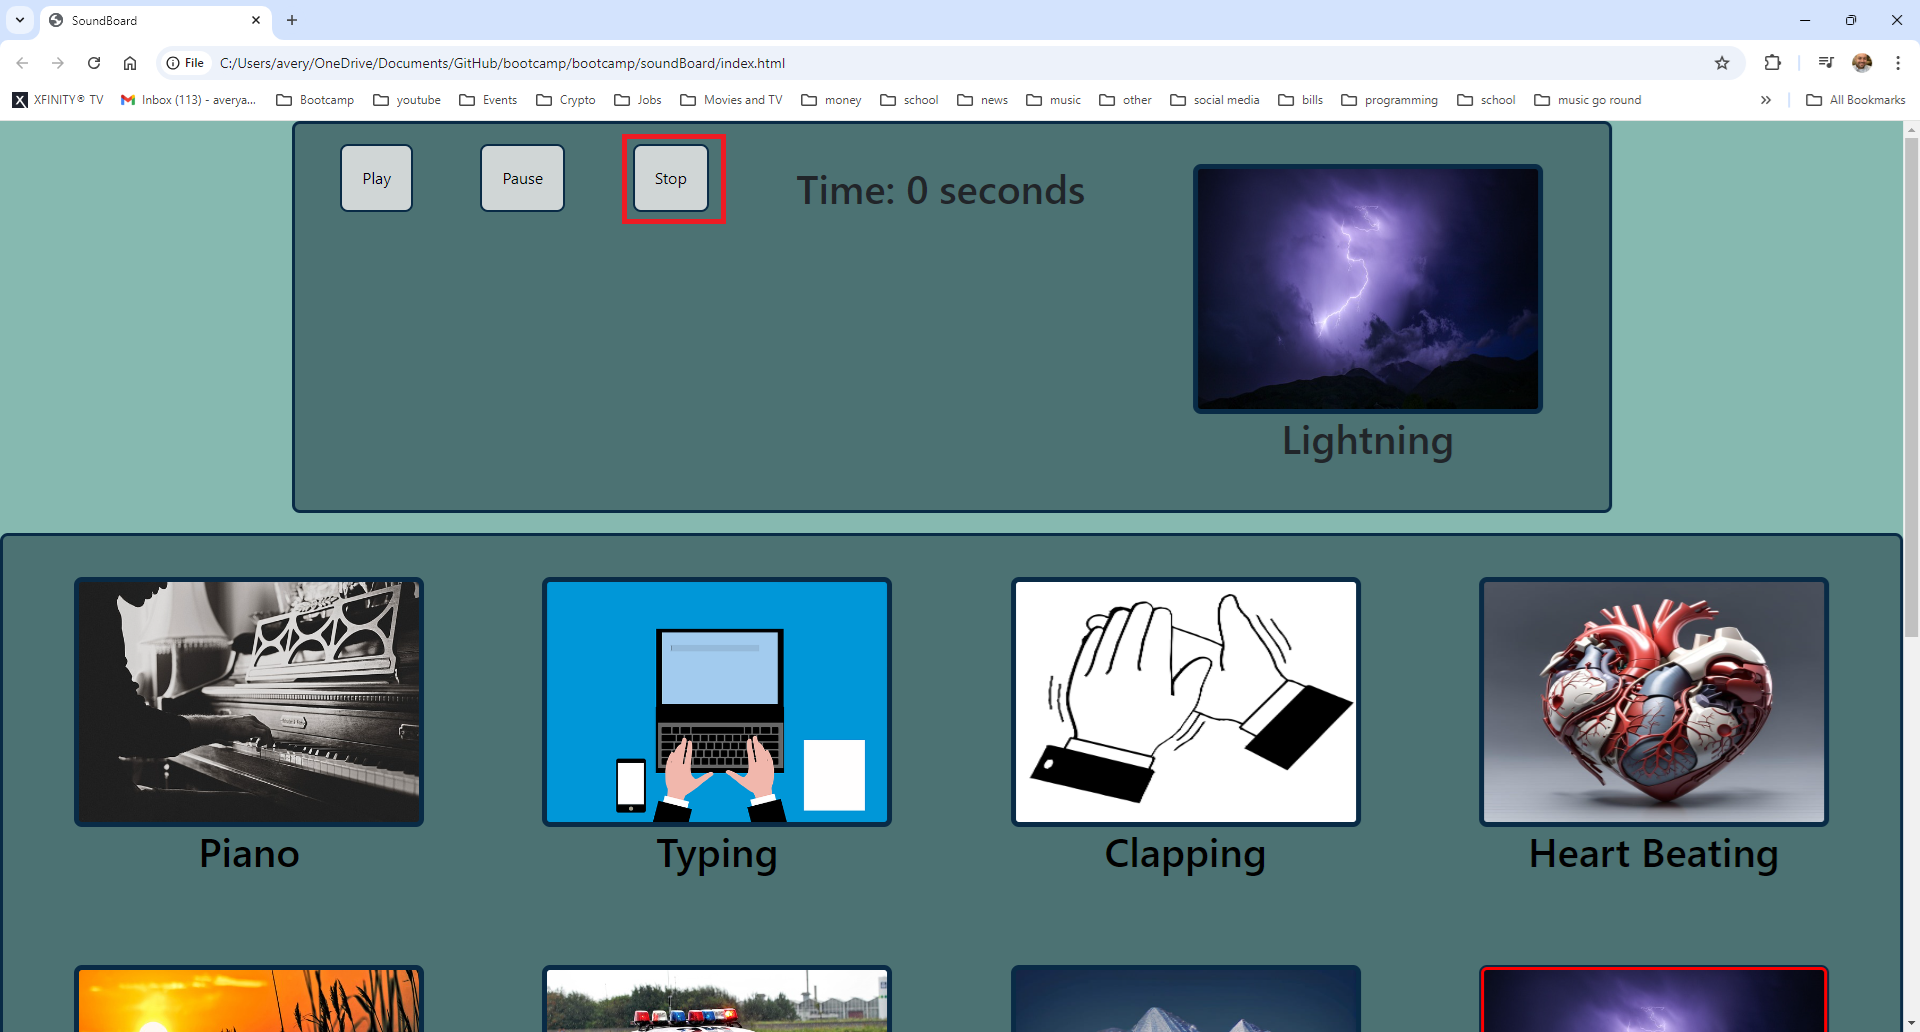 SoundBoard
File C:/Users/avery/OneDrive/Documents/GitHub/bootcamp/bootcamp/soundBoard/index.html
XFINITY® TV Inbox (113) - averya... Bootcamp youtube Events Crypto Jobs Movies and TV money school news music other social media bills programming school music go round All Bookmarks
Play Pause Stop Time: 0 seconds
Lightning
Piano Typing Clapping Heart Beating